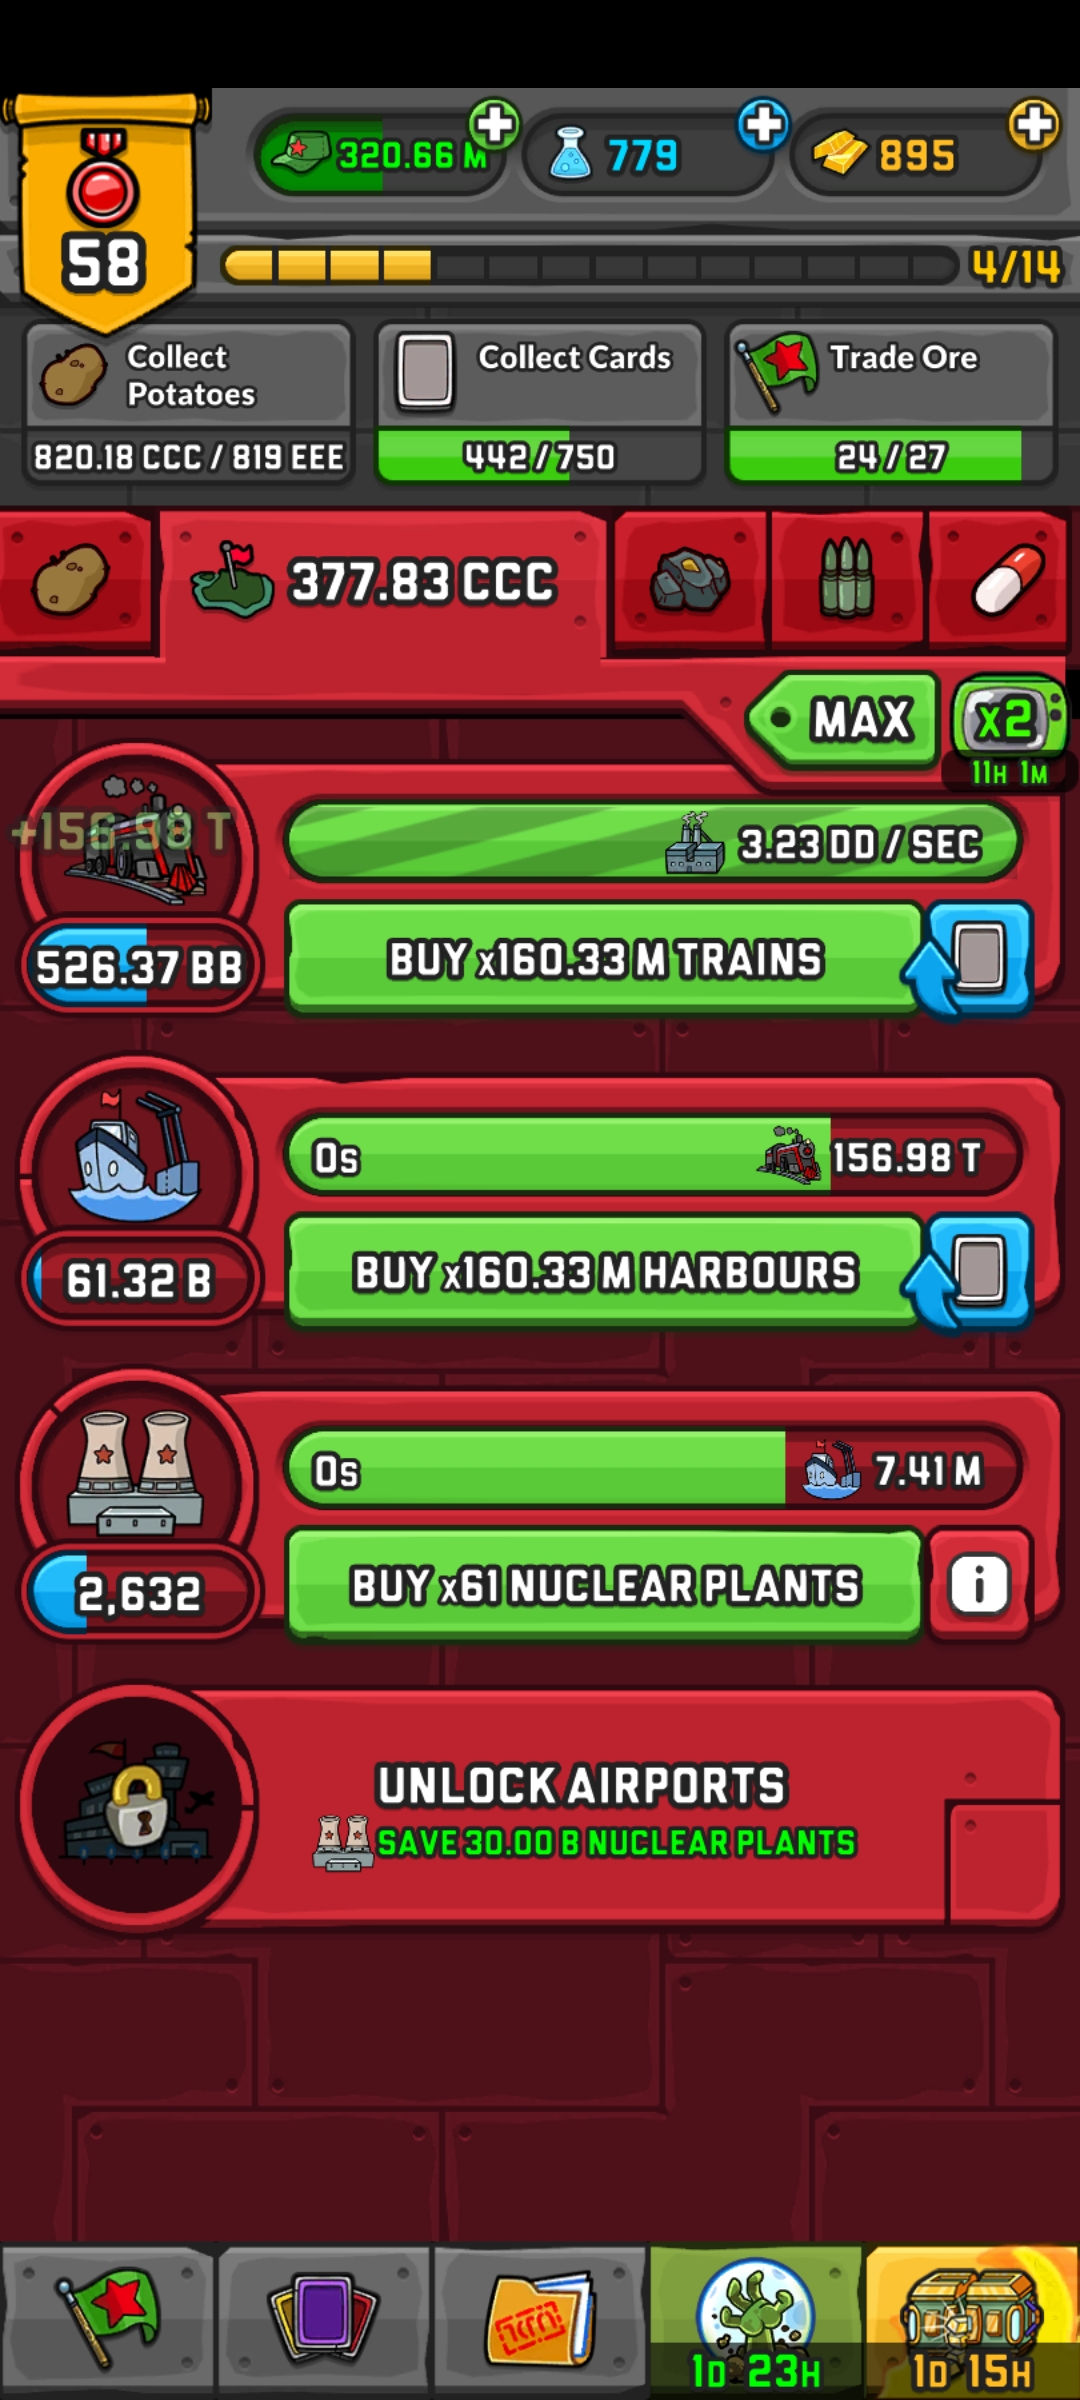 320.66 M
779
895
58
4/14
Collect
Potatoes
820.18 CCC / 819 EEE
Collect Cards
442/750
Trade Ore
24/27
377.83 CCC
MAX
x2
11H 1M
+156.98 T
3.23 DD / SEC
526.37 BB
BUY x160.33 M TRAINS
0s
156.98 T
61.32 B
BUY x160.33 M HARBOURS
0s
7.41 M
2,632
BUY x61 NUCLEAR PLANTS
i
UNLOCK AIRPORTS
SAVE 30.00 B NUCLEAR PLANTS
1D 23H
1D 15H